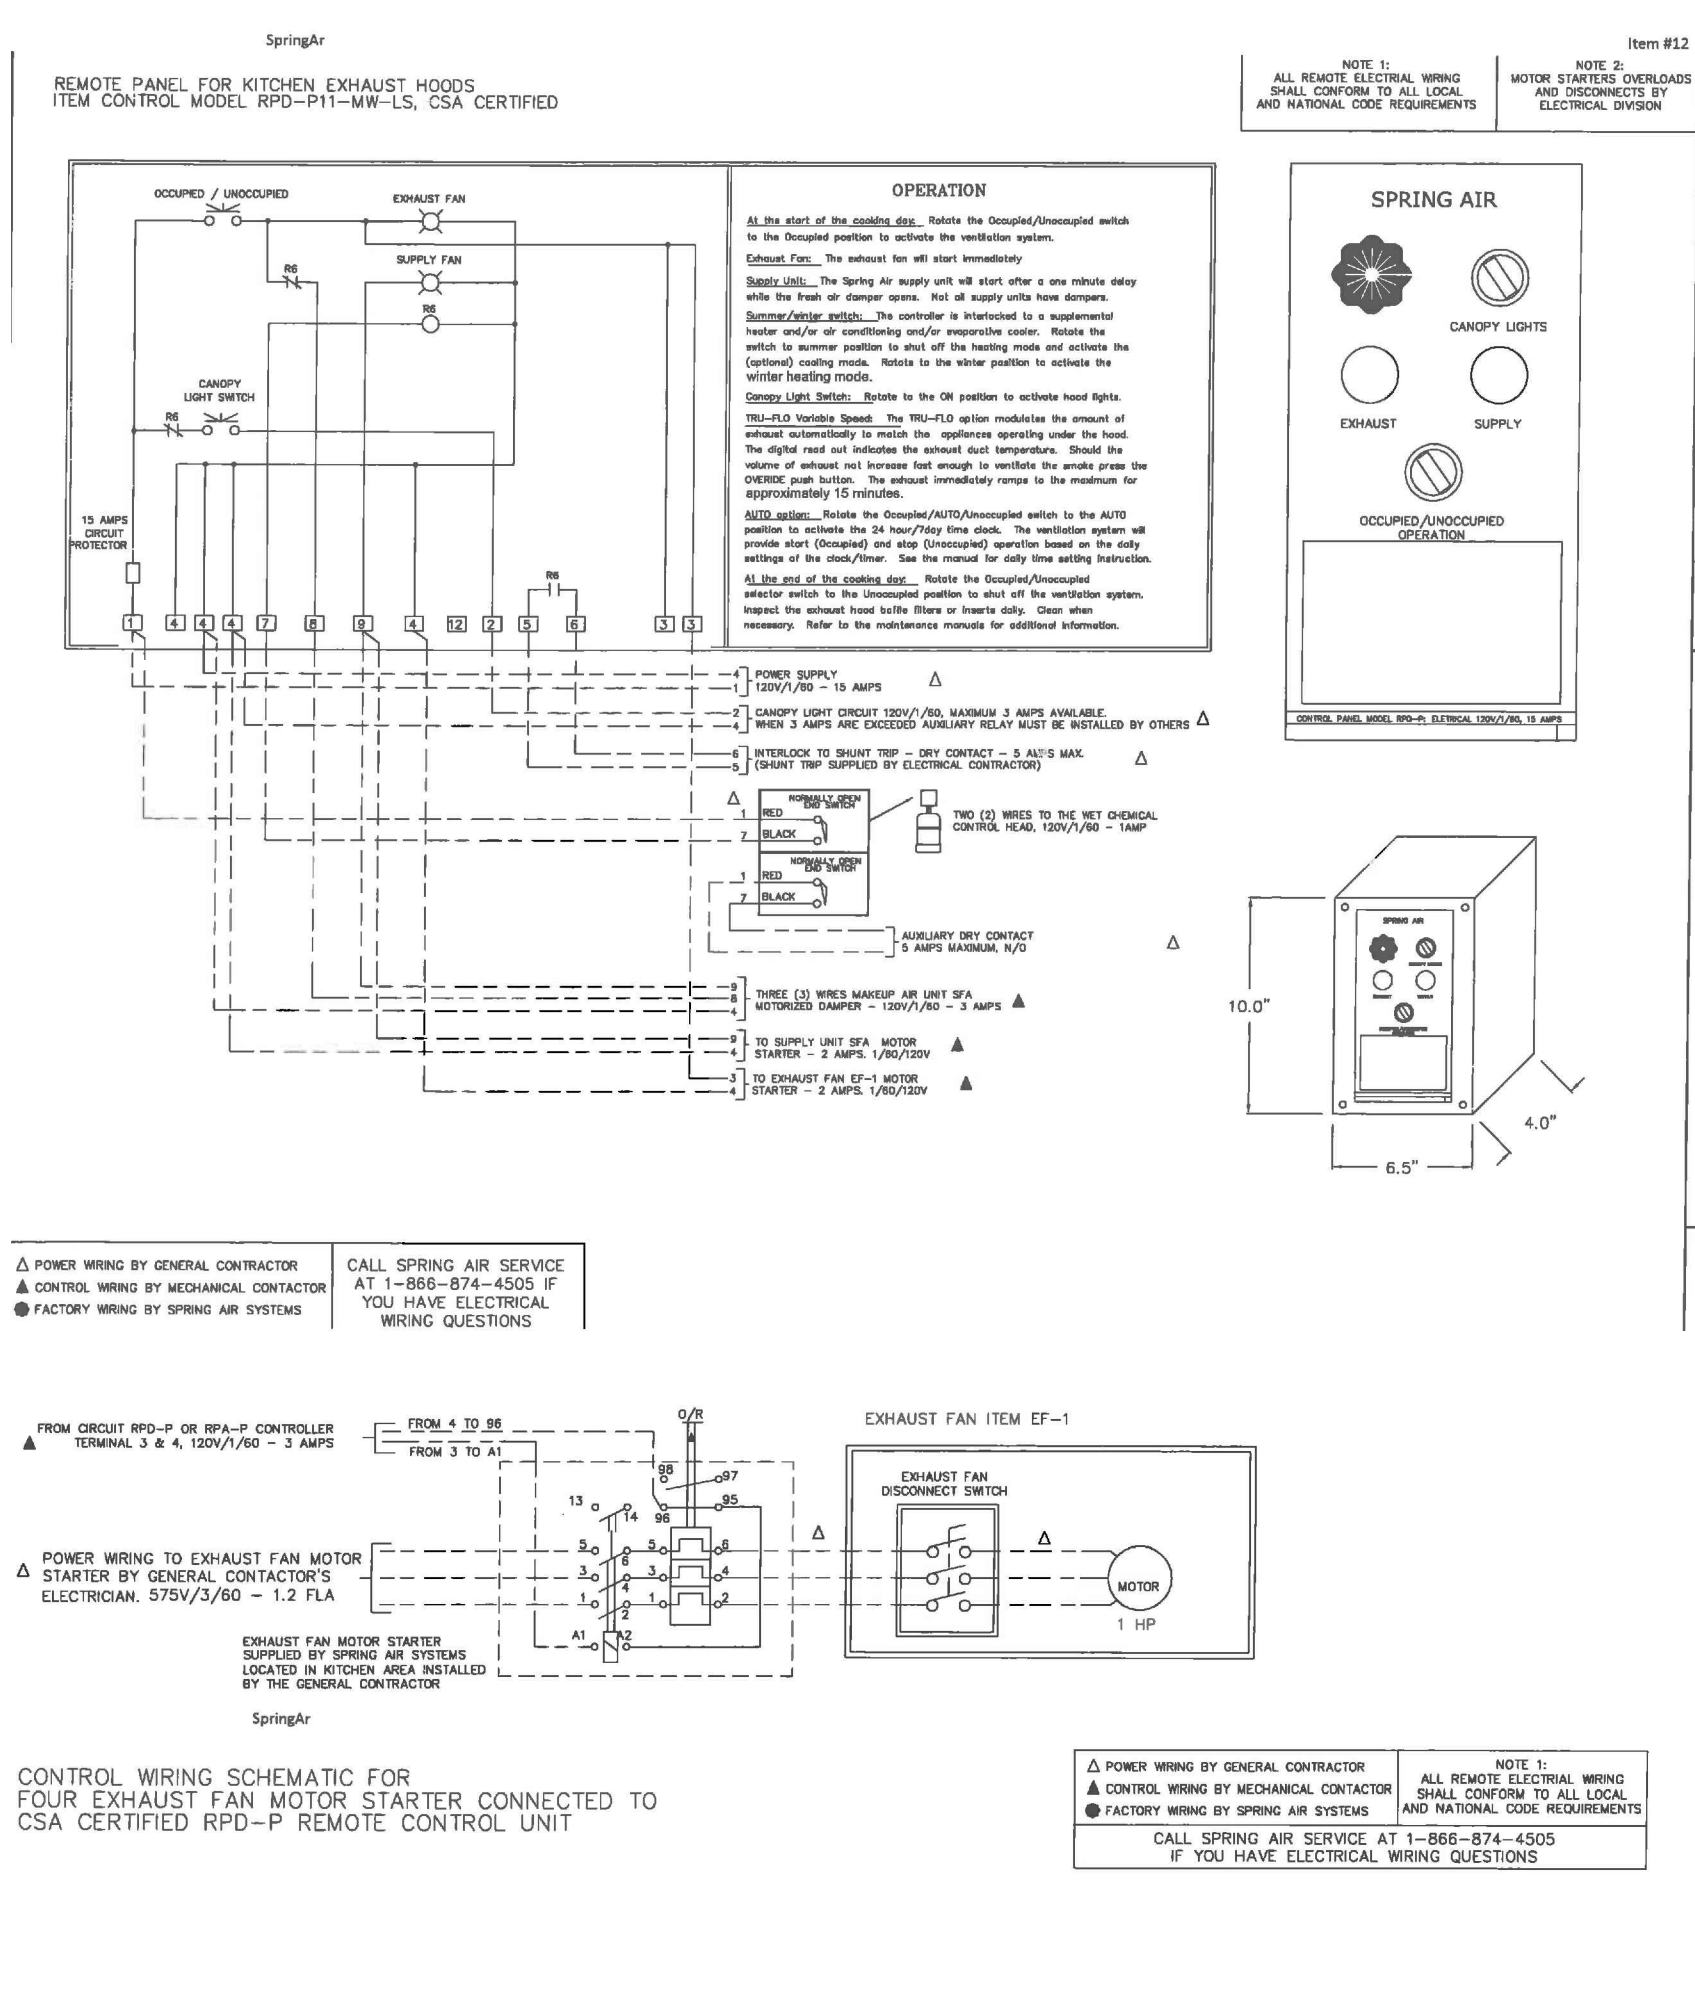 SpringAr
Item #12
REMOTE PANEL FOR KITCHEN EXHAUST HOODS
ITEM CONTROL MODEL RPD-P11-MW-LS, CSA CERTIFIED
NOTE 1:
ALL REMOTE ELECTRIAL WIRING
SHALL CONFORM TO ALL LOCAL
AND NATIONAL CODE REQUIREMENTS
NOTE 2:
MOTOR STARTERS OVERLOADS
AND DISCONNECTS BY
ELECTRICAL DIVISION
OCCUPIED / UNOCCUPIED
EXHAUST FAN
SUPPLY FAN
R6
R6
CANOPY
LIGHT SWITCH
R6
15 AMPS
CIRCUIT
PROTECTOR
R6
1 4 4 4 7 8 9 4 12 2 5 6 3 3
OPERATION
At the start of the cooking day: Rotate the Occupied/Unoccupied switch
to the Occupied position to activate the ventilation system.
Exhaust Fan: The exhaust fan will start immediately
Supply Unit: The Spring Air supply unit will start after a one minute delay
while the fresh air damper opens. Not all supply units have dampers.
Summer/winter switch: The controller is interlocked to a supplemental
heater and/or air conditioning and/or evaporative cooler. Rotate the
switch to summer position to shut off the heating mode and activate the
(optional) cooling mode. Rotate to the winter position to activate the
winter heating mode.
Canopy Light Switch: Rotate to the ON position to activate hood lights.
TRU-FLO Variable Speed: The TRU-FLO option modulates the amount of
exhaust automatically to match the appliances operating under the hood.
The digital read out indicates the exhaust duct temperature. Should the
volume of exhaust not increase fast enough to ventilate the smoke press the
OVERIDE push button. The exhaust immediately ramps to the maximum for
approximately 15 minutes.
AUTO option: Rotate the Occupied/AUTO/Unoccupied switch to the AUTO
position to activate the 24 hour/7day time clock. The ventilation system will
provide start (Occupied) and stop (Unoccupied) operation based on the daily
settings of the clock/timer. See the manual for daily time setting instruction.
At the end of the cooking day: Rotate the Occupied/Unoccupied
selector switch to the Unoccupied position to shut off the ventilation system.
Inspect the exhaust hood baffle filters or inserts daily. Clean when
necessary. Refer to the maintenance manuals for additional information.
SPRING AIR
CANOPY LIGHTS
EXHAUST
SUPPLY
OCCUPIED/UNOCCUPIED
OPERATION
CONTROL PANEL MODEL RPD-P: ELETRICAL 120V/1/60, 15 AMPS
4 POWER SUPPLY
1 120V/1/60 - 15 AMPS
2 CANOPY LIGHT CIRCUIT 120V/1/60, MAXIMUM 3 AMPS AVAILABLE.
4 WHEN 3 AMPS ARE EXCEEDED AUXILIARY RELAY MUST BE INSTALLED BY OTHERS
6 INTERLOCK TO SHUNT TRIP - DRY CONTACT - 5 AMPS MAX.
5 (SHUNT TRIP SUPPLIED BY ELECTRICAL CONTRACTOR)
NORMALLY OPEN
END SWITCH
1 RED
7 BLACK
TWO (2) WIRES TO THE WET CHEMICAL
CONTROL HEAD, 120V/1/60 - 1AMP
NORMALLY OPEN
END SWITCH
1 RED
7 BLACK
AUXILIARY DRY CONTACT
5 AMPS MAXIMUM, N/O
9
8 THREE (3) WIRES MAKEUP AIR UNIT SFA
4 MOTORIZED DAMPER - 120V/1/60 - 3 AMPS
9 TO SUPPLY UNIT SFA MOTOR
4 STARTER - 2 AMPS. 1/60/120V
3 TO EXHAUST FAN EF-1 MOTOR
4 STARTER - 2 AMPS. 1/60/120V
SPRING AIR
10.0"
4.0"
6.5"
POWER WIRING BY GENERAL CONTRACTOR
CONTROL WIRING BY MECHANICAL CONTACTOR
FACTORY WIRING BY SPRING AIR SYSTEMS
CALL SPRING AIR SERVICE
AT 1-866-874-4505 IF
YOU HAVE ELECTRICAL
WIRING QUESTIONS
FROM CIRCUIT RPD-P OR RPA-P CONTROLLER
TERMINAL 3 & 4, 120V/1/60 - 3 AMPS
FROM 4 TO 96
FROM 3 TO A1
O/R
98
97
13
14
96
95
5 6 5 6
3 4 3 4
1 2 1 2
A1 A2
POWER WIRING TO EXHAUST FAN MOTOR
STARTER BY GENERAL CONTACTOR'S
ELECTRICIAN. 575V/3/60 - 1.2 FLA
EXHAUST FAN MOTOR STARTER
SUPPLIED BY SPRING AIR SYSTEMS
LOCATED IN KITCHEN AREA INSTALLED
BY THE GENERAL CONTRACTOR
EXHAUST FAN ITEM EF-1
EXHAUST FAN
DISCONNECT SWITCH
MOTOR
1 HP
SpringAr
CONTROL WIRING SCHEMATIC FOR
FOUR EXHAUST FAN MOTOR STARTER CONNECTED TO
CSA CERTIFIED RPD-P REMOTE CONTROL UNIT
POWER WIRING BY GENERAL CONTRACTOR
CONTROL WIRING BY MECHANICAL CONTACTOR
FACTORY WIRING BY SPRING AIR SYSTEMS
NOTE 1:
ALL REMOTE ELECTRIAL WIRING
SHALL CONFORM TO ALL LOCAL
AND NATIONAL CODE REQUIREMENTS
CALL SPRING AIR SERVICE AT 1-866-874-4505
IF YOU HAVE ELECTRICAL WIRING QUESTIONS